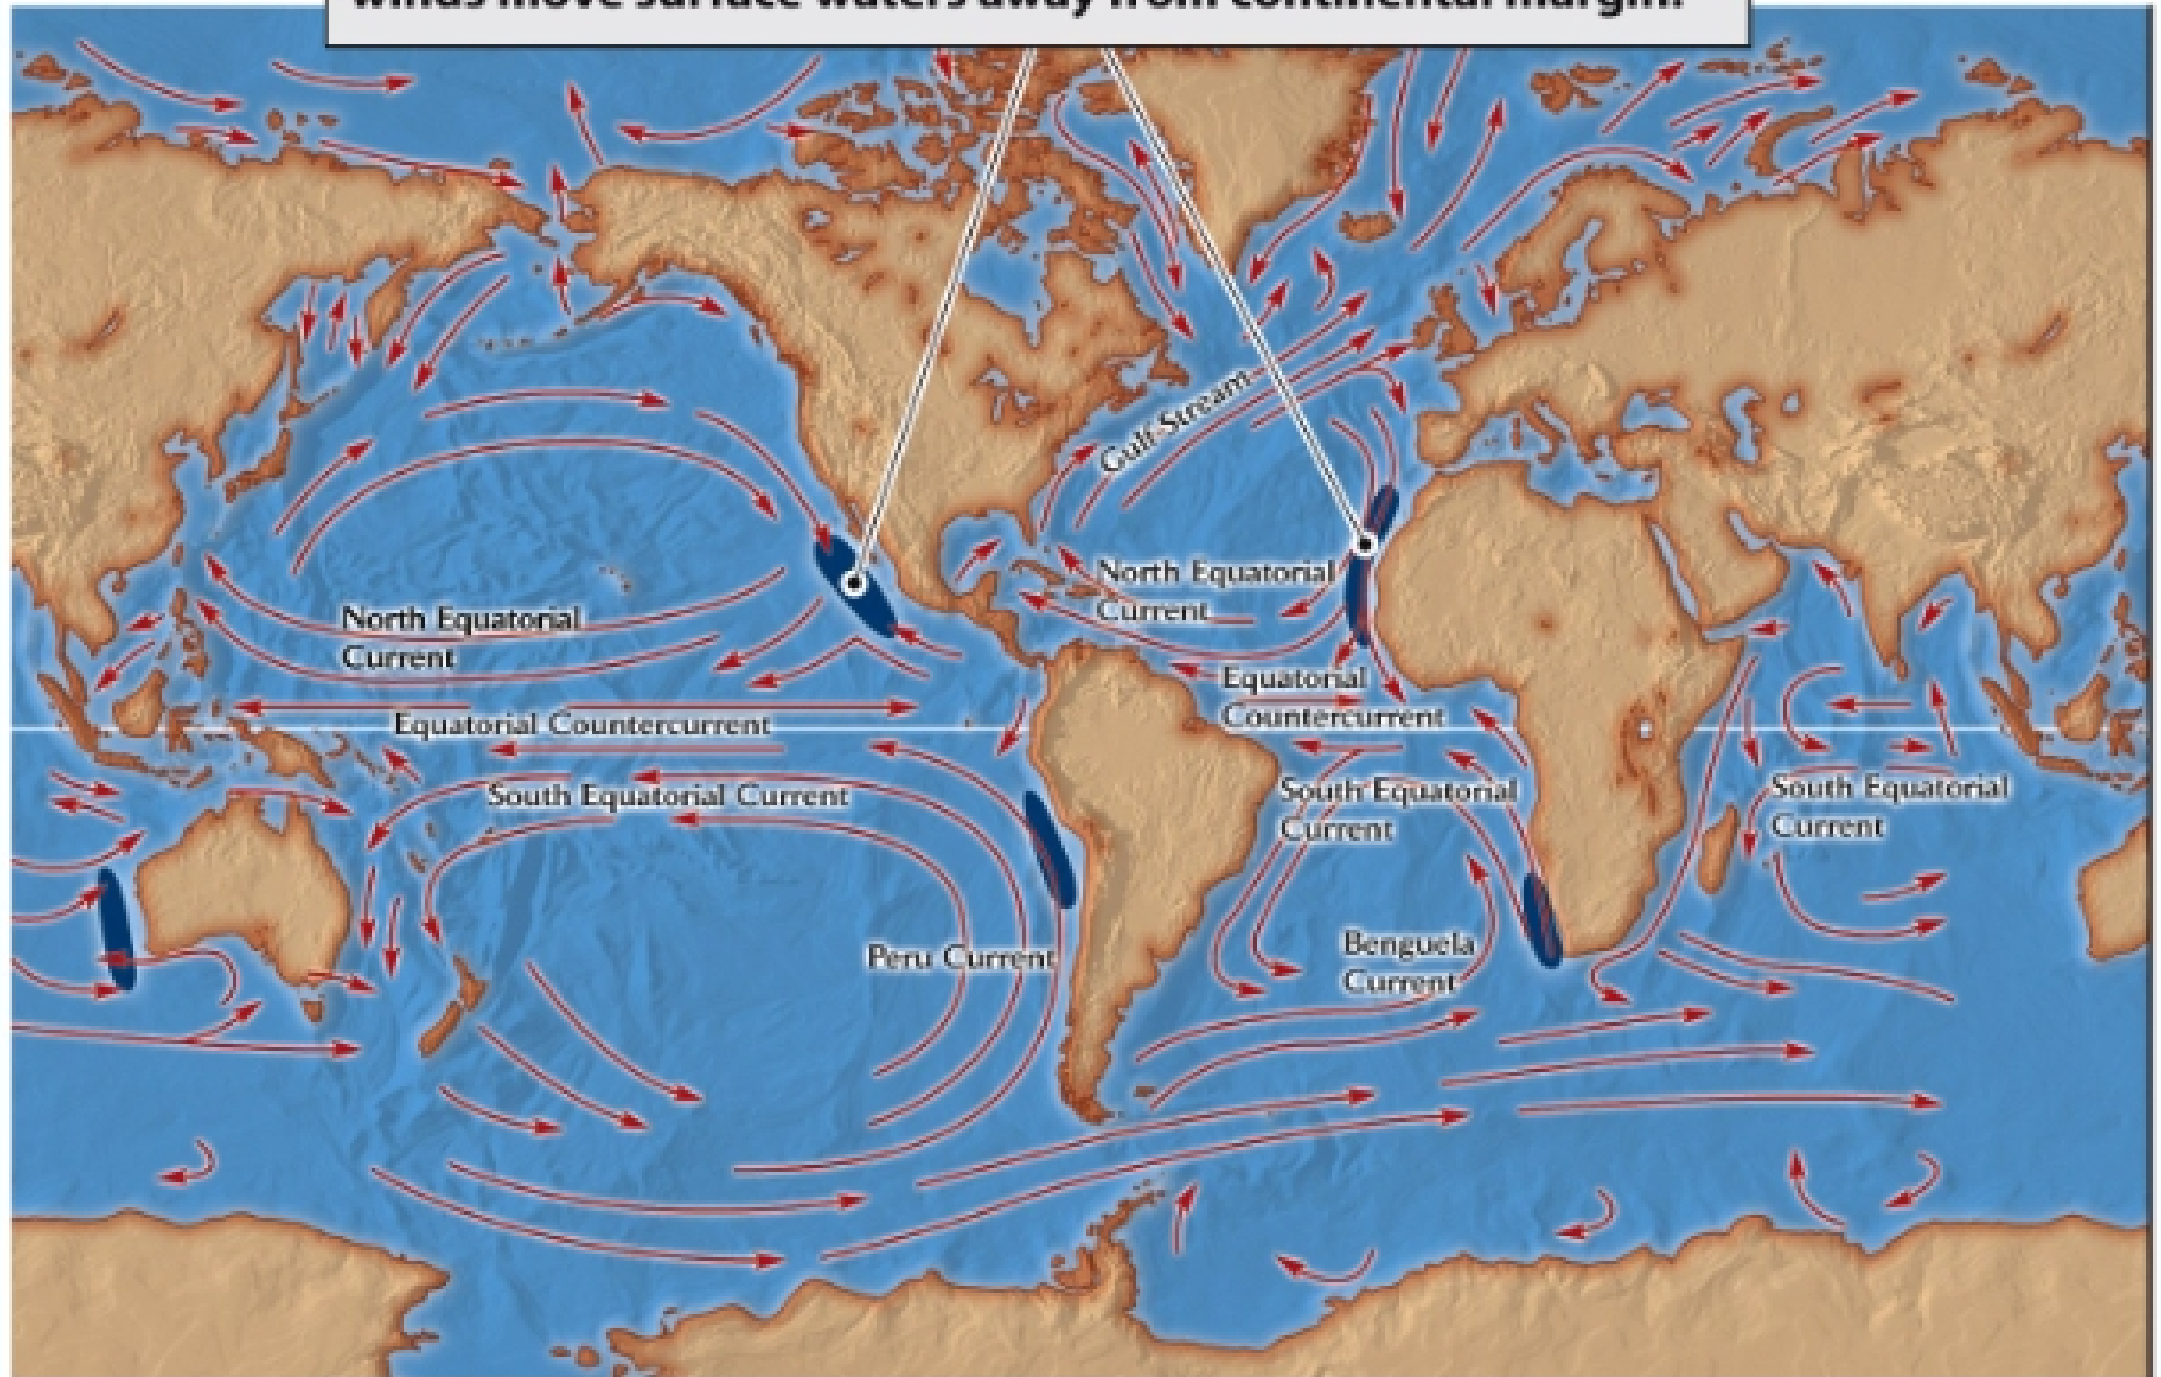 winds move surface waters away from continental margin.
Gulf Stream
North Equatorial
Current
North Equatorial
Current
Equatorial
Countercurrent
Equatorial Countercurrent
South Equatorial Current
South Equatorial
Current
South Equatorial
Current
Peru Current
Benguela
Current